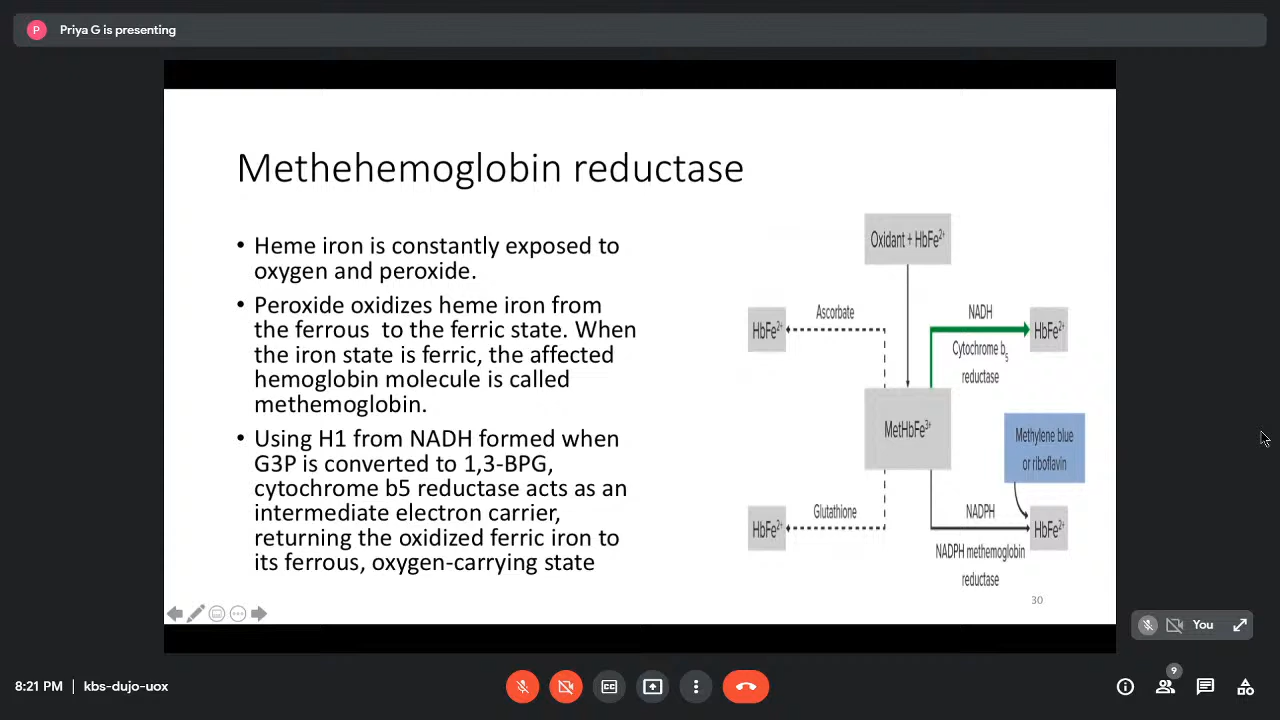 P Priya G is presenting
Methehemoglobin reductase
• Heme iron is constantly exposed to
oxygen and peroxide.
• Peroxide oxidizes heme iron from
the ferrous to the ferric state. When
the iron state is ferric, the affected
hemoglobin molecule is called
methemoglobin.
• Using H1 from NADH formed when
G3P is converted to 1,3-BPG,
cytochrome b5 reductase acts as an
intermediate electron carrier,
returning the oxidized ferric iron to
its ferrous, oxygen-carrying state
Oxidant + HbFe²⁺
Ascorbate
HbFe²⁺
NADH
HbFe²⁺
Cytochrome b₅
reductase
MetHbFe³⁺
Methylene blue
or riboflavin
Glutathione
HbFe²⁺
NADPH
HbFe²⁺
NADPH methemoglobin
reductase
30
You
8:21 PM | kbs-dujo-uox
CC
9